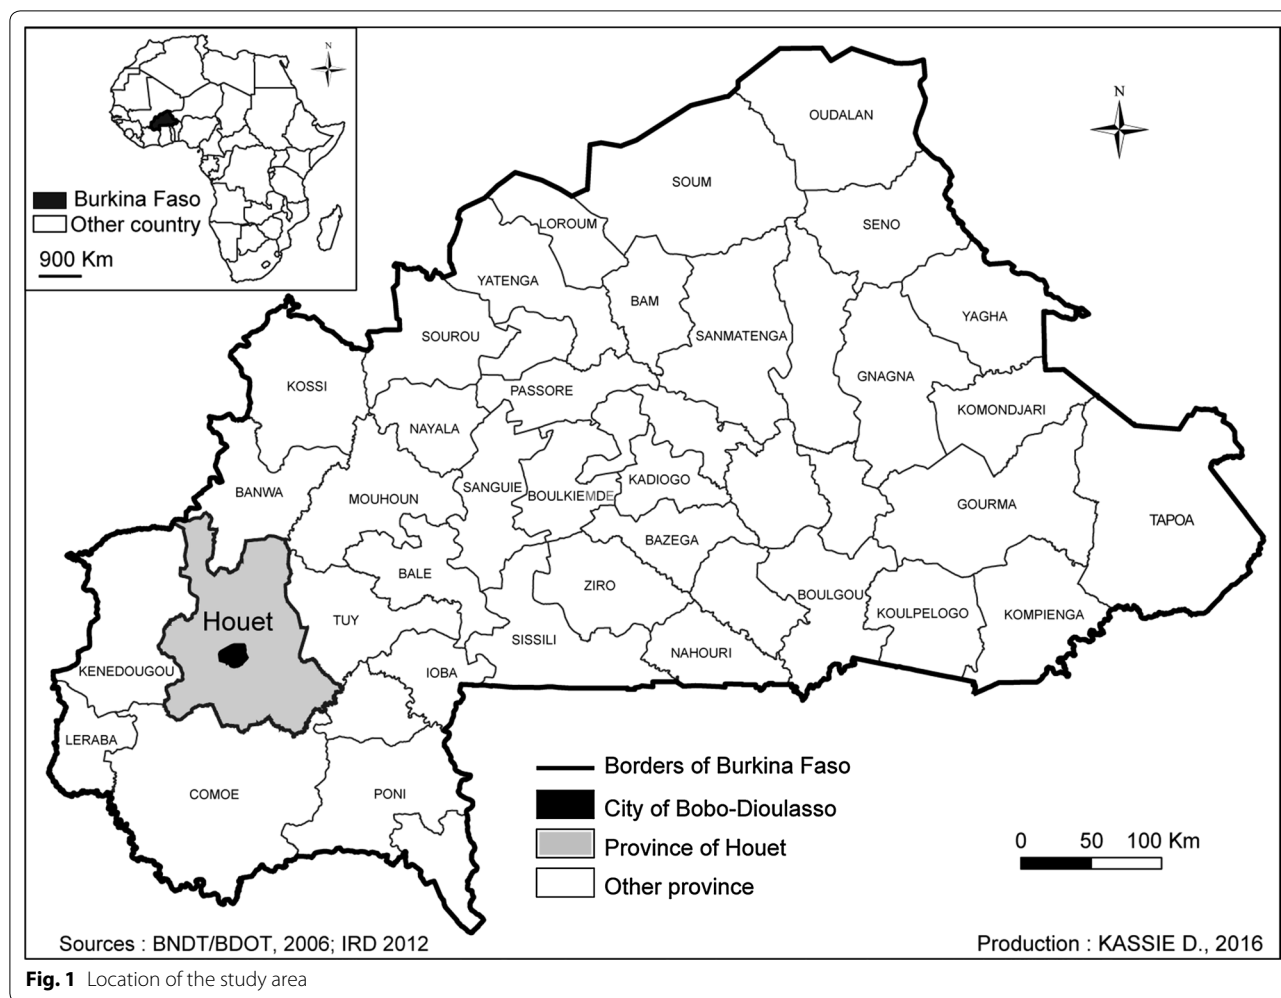 N
Burkina Faso
Other country
900 Km
N
OUDALAN
SOUM
LOROUM
SENO
YATENGA
BAM
YAGHA
SOUROU
SANMATENGA
KOSSI
GNAGNA
PASSORE
KOMONDJARI
NAYALA
BANWA
MOUHOUN
SANGUIE
BOULKIEMDE
KADIOGO
GOURMA
TAPOA
BAZEGA
BALE
ZIRO
BOULGOU
KOULPELOGO
KOMPIENGA
Houet
TUY
SISSILI
NAHOURI
KENEDOUGOU
IOBA
LERABA
COMOE
PONI
Borders of Burkina Faso
City of Bobo-Dioulasso
Province of Houet
Other province
0 50 100 Km
Sources : BNDT/BDOT, 2006; IRD 2012
Production : KASSIE D., 2016
Fig. 1 Location of the study area